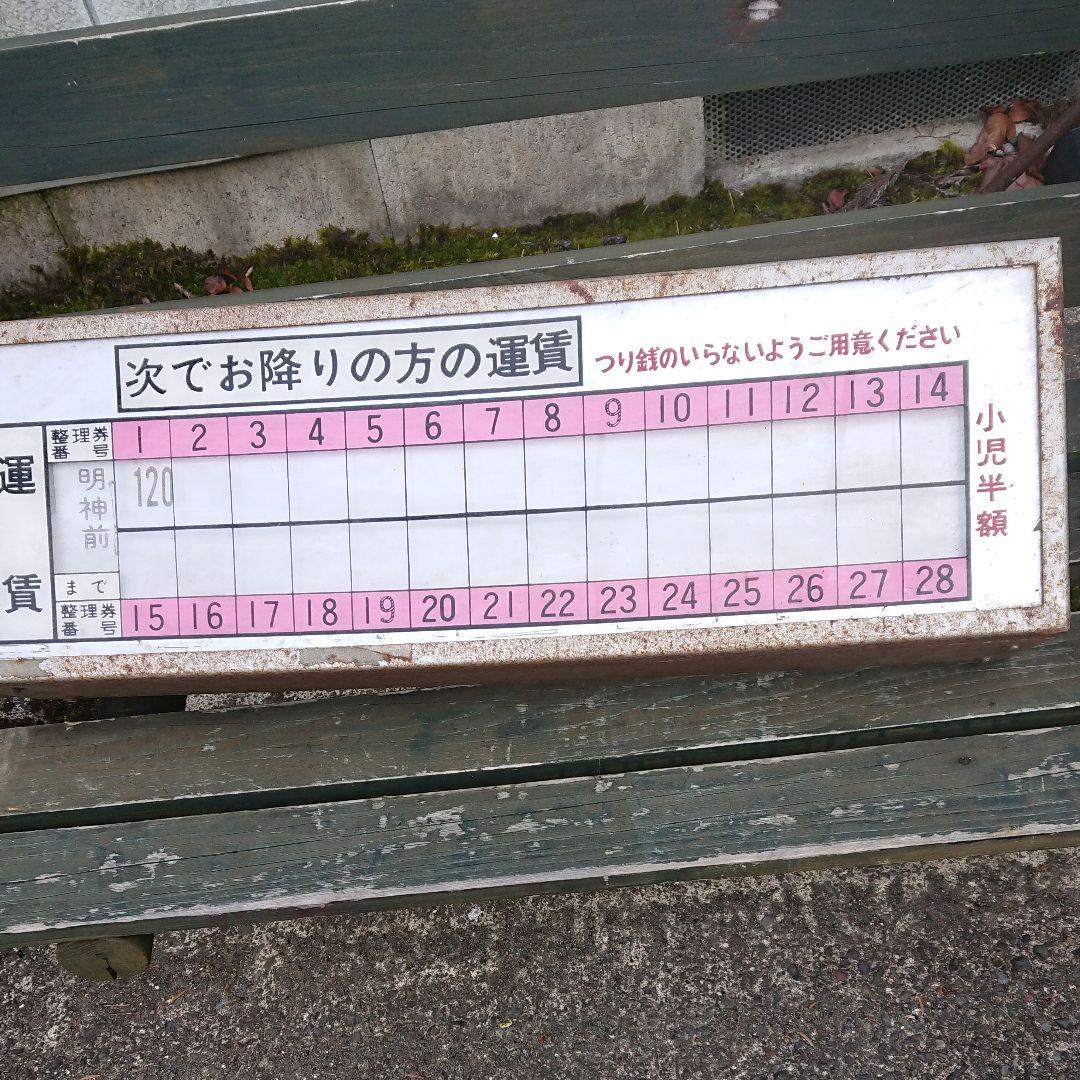 次でお降りの方の運賃
つり銭のいらないようご用意ください
運賃
整理券番号 1 2 3 4 5 6 7 8 9 10 11 12 13 14
明神前 120
まで
整理券番号 15 16 17 18 19 20 21 22 23 24 25 26 27 28
小児半額